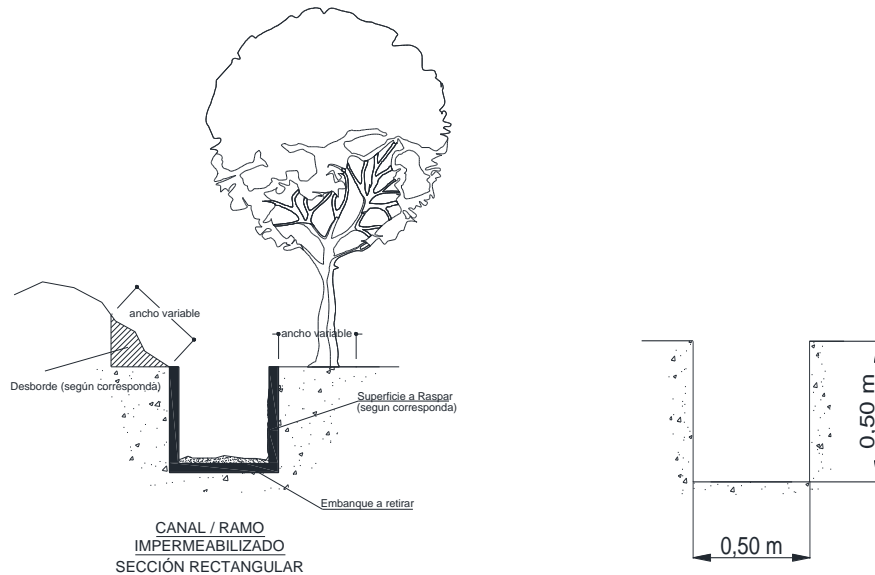 ancho variable
ancho variable
Desborde (según corresponda)
Superficie a Raspar
(segun corresponda)
Embanque a retirar
CANAL / RAMO
IMPERMEABILIZADO
SECCIÓN RECTANGULAR
0.50 m
0,50 m